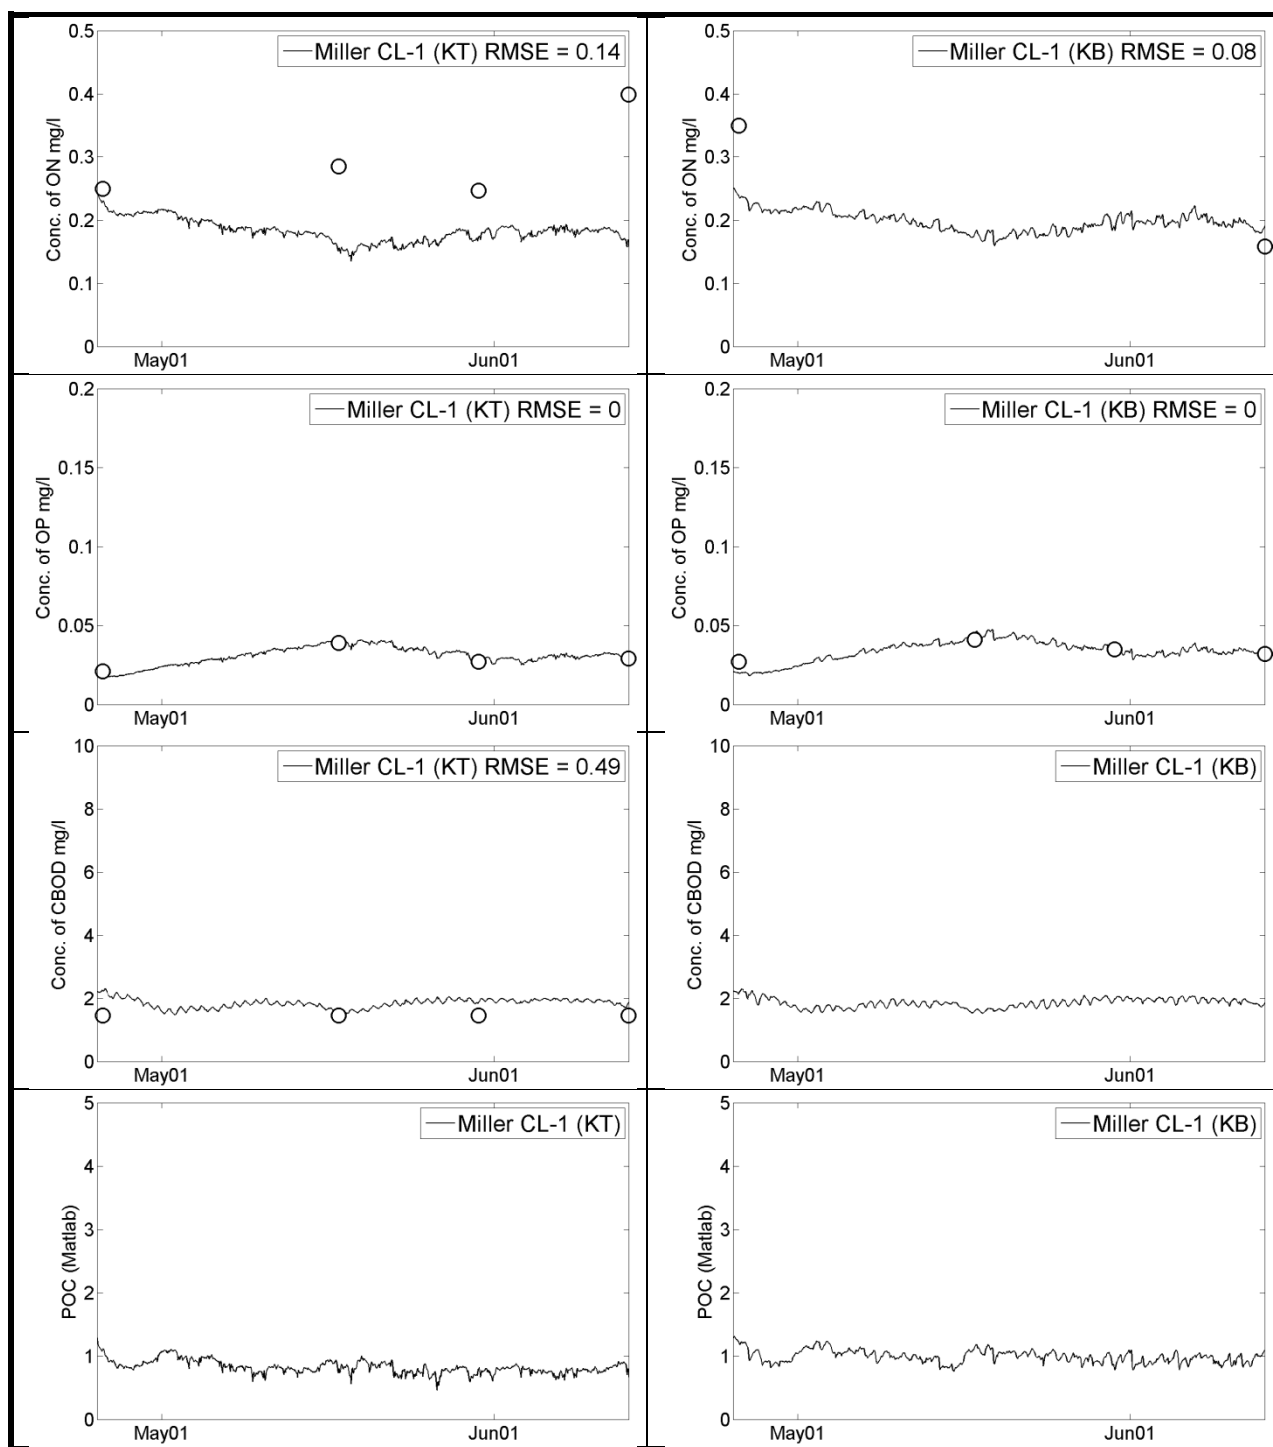 0.5
0.4
0.3
0.2
0.1
0
Conc. of ON mg/l
Miller CL-1 (KT) RMSE = 0.14
May01
Jun01
0.5
0.4
0.3
0.2
0.1
0
Conc. of ON mg/l
Miller CL-1 (KB) RMSE = 0.08
May01
Jun01
0.2
0.15
0.1
0.05
0
Conc. of OP mg/l
Miller CL-1 (KT) RMSE = 0
May01
Jun01
0.2
0.15
0.1
0.05
0
Conc. of OP mg/l
Miller CL-1 (KB) RMSE = 0
May01
Jun01
10
8
6
4
2
0
Conc. of CBOD mg/l
Miller CL-1 (KT) RMSE = 0.49
May01
Jun01
10
8
6
4
2
0
Conc. of CBOD mg/l
Miller CL-1 (KB)
May01
Jun01
5
4
3
2
1
0
POC (Matlab)
Miller CL-1 (KT)
May01
Jun01
5
4
3
2
1
0
POC (Matlab)
Miller CL-1 (KB)
May01
Jun01